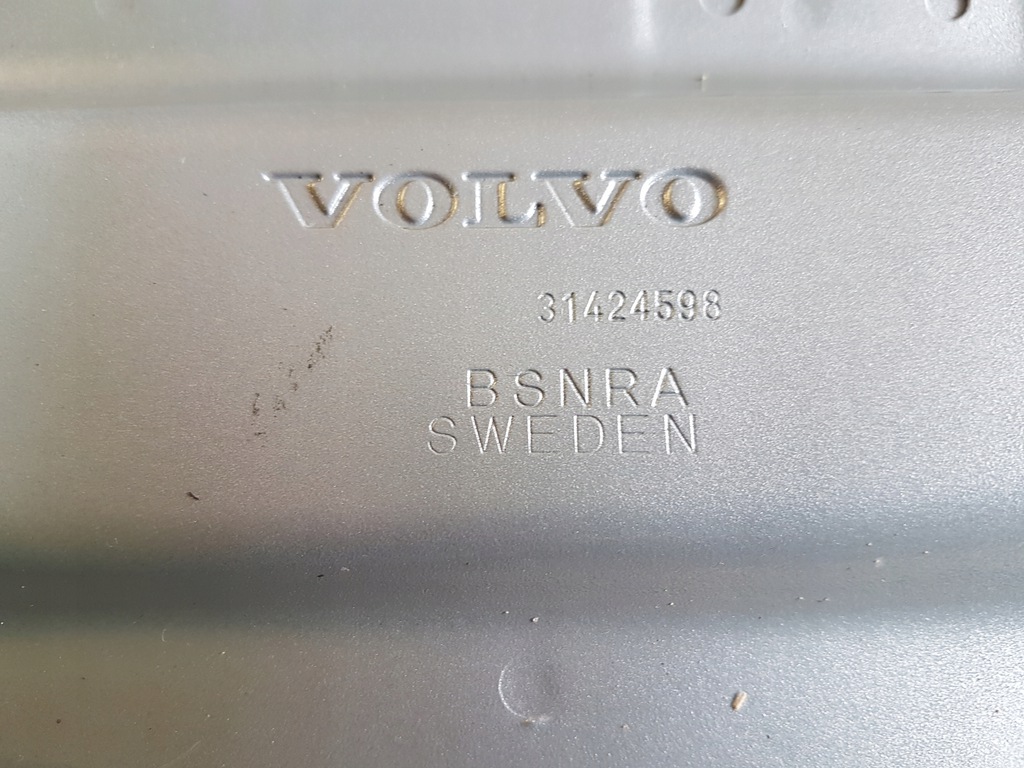 VOLVO
31424598
BSNRA
SWEDEN